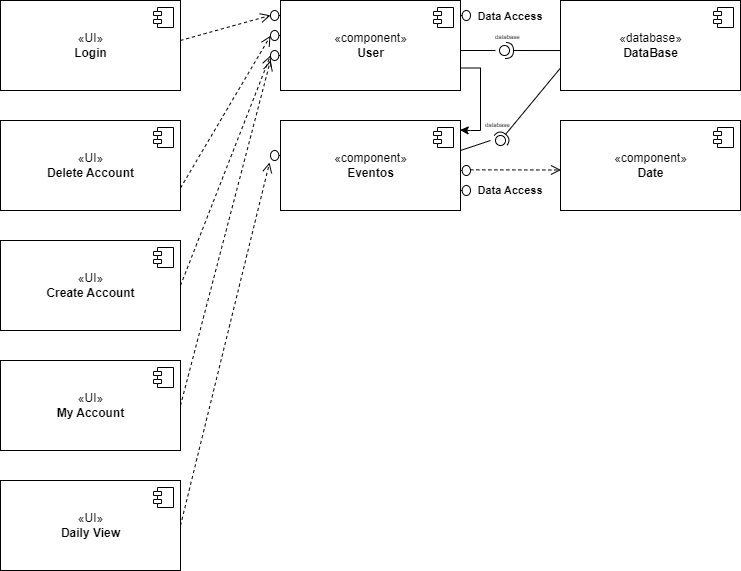 «UI»
Login
«component»
User
Data Access
database
«database»
DataBase
«UI»
Delete Account
«component»
Eventos
database
Data Access
«component»
Date
«UI»
Create Account
«UI»
My Account
«UI»
Daily View